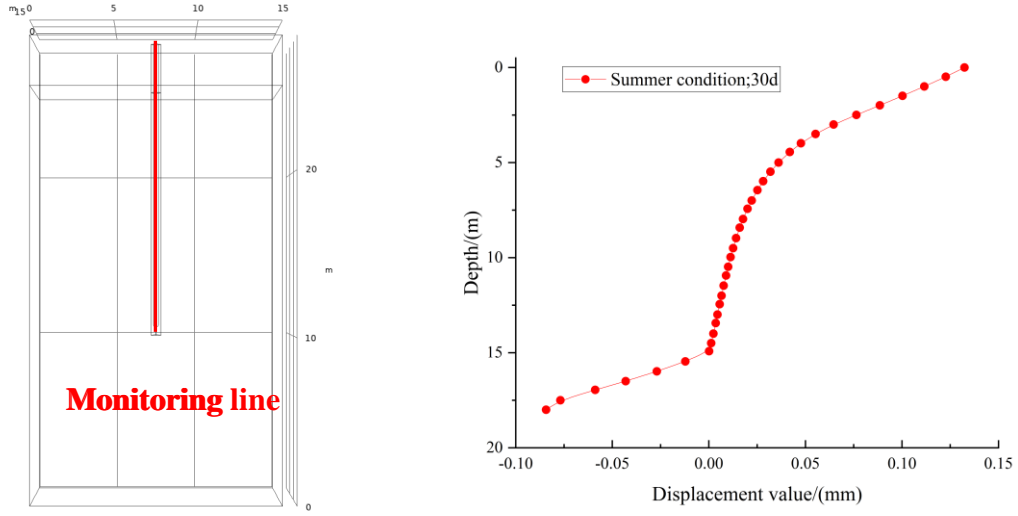 m
15 0 5 10 15
0
20
m
10
0
Monitoring line
Summer condition;30d
0
5
10
15
20
Depth/(m)
-0.10 -0.05 0.00 0.05 0.10 0.15
Displacement value/(mm)